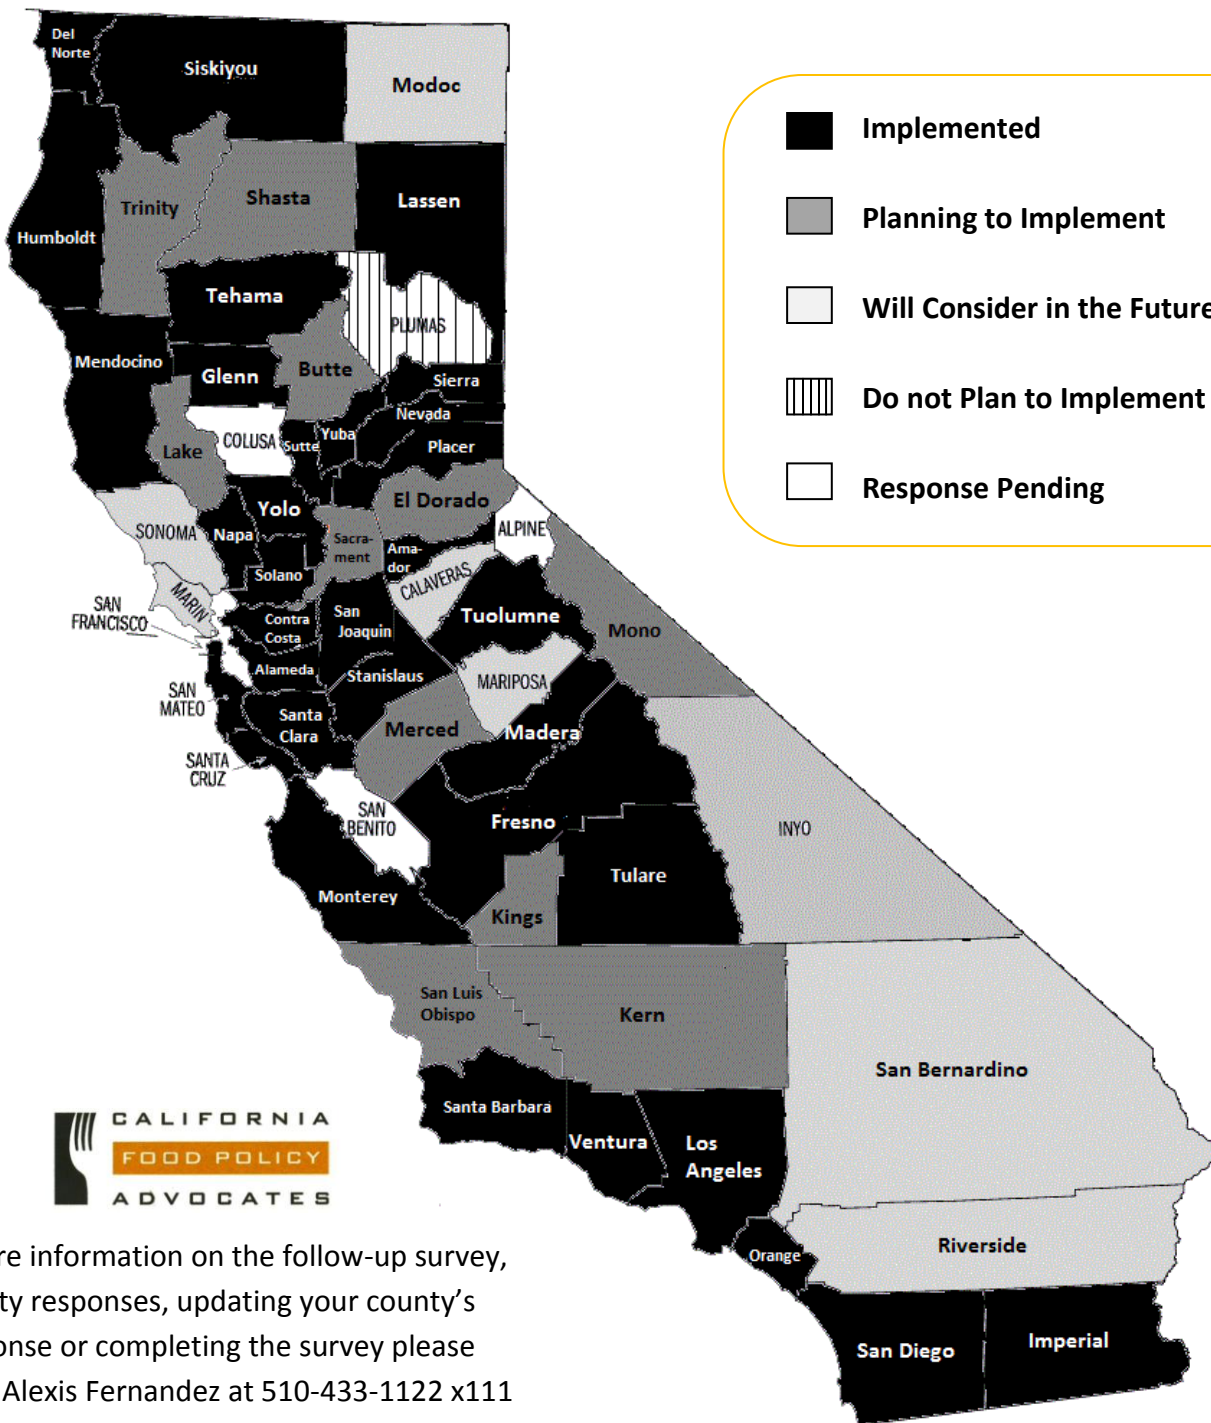 Del
Norte
Siskiyou
Modoc
Trinity
Shasta
Lassen
Humboldt
Tehama
PLUMAS
Mendocino
Glenn
Butte
Sierra
Nevada
Lake
COLUSA
Sutte
Yuba
Placer
El Dorado
SONOMA
Napa
Yolo
Sacra-
ment
Ama-
dor
ALPINE
Solano
CALAVERAS
MARIN
SAN
FRANCISCO
Contra
Costa
San
Joaquin
Tuolumne
Mono
Alameda
Stanislaus
MARIPOSA
SAN
MATEO
Santa
Clara
Merced
Madera
SANTA
CRUZ
SAN
BENITO
Fresno
INYO
Monterey
Kings
Tulare
San Luis
Obispo
Kern
San Bernardino
Santa Barbara
Ventura
Los
Angeles
Orange
Riverside
San Diego
Imperial
Implemented
Planning to Implement
Will Consider in the Future
Do not Plan to Implement
Response Pending
CALIFORNIA
FOOD POLICY
ADVOCATES
re information on the follow-up survey,
ty responses, updating your county's
onse or completing the survey please
Alexis Fernandez at 510-433-1122 x111